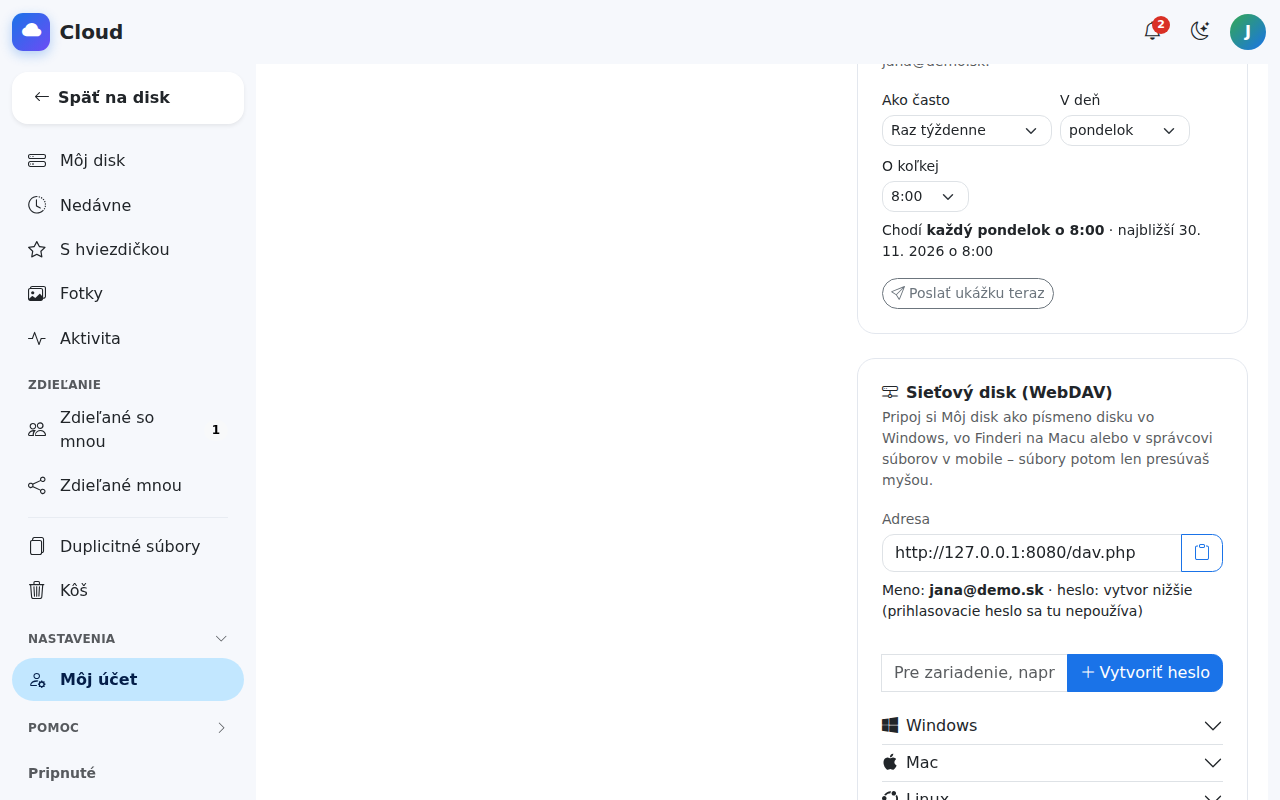 Cloud
2
J
Späť na disk
Môj disk
Nedávne
S hviezdičkou
Fotky
Aktivita
ZDIEĽANIE
Zdieľané so
mnou
1
Zdieľané mnou
Duplicitné súbory
Kôš
NASTAVENIA
Môj účet
POMOC
Pripnuté
jana@demo.sk.
Ako často
V deň
Raz týždenne
pondelok
O koľkej
8:00
Chodí každý pondelok o 8:00 · najbližší 30.
11. 2026 o 8:00
Poslať ukážku teraz
Sieťový disk (WebDAV)
Pripoj si Môj disk ako písmeno disku vo
Windows, vo Finderi na Macu alebo v správcovi
súborov v mobile – súbory potom len presúvaš
myšou.
Adresa
http://127.0.0.1:8080/dav.php
Meno: jana@demo.sk · heslo: vytvor nižšie
(prihlasovacie heslo sa tu nepoužíva)
Pre zariadenie, napr
Vytvoriť heslo
Windows
Mac
Linux